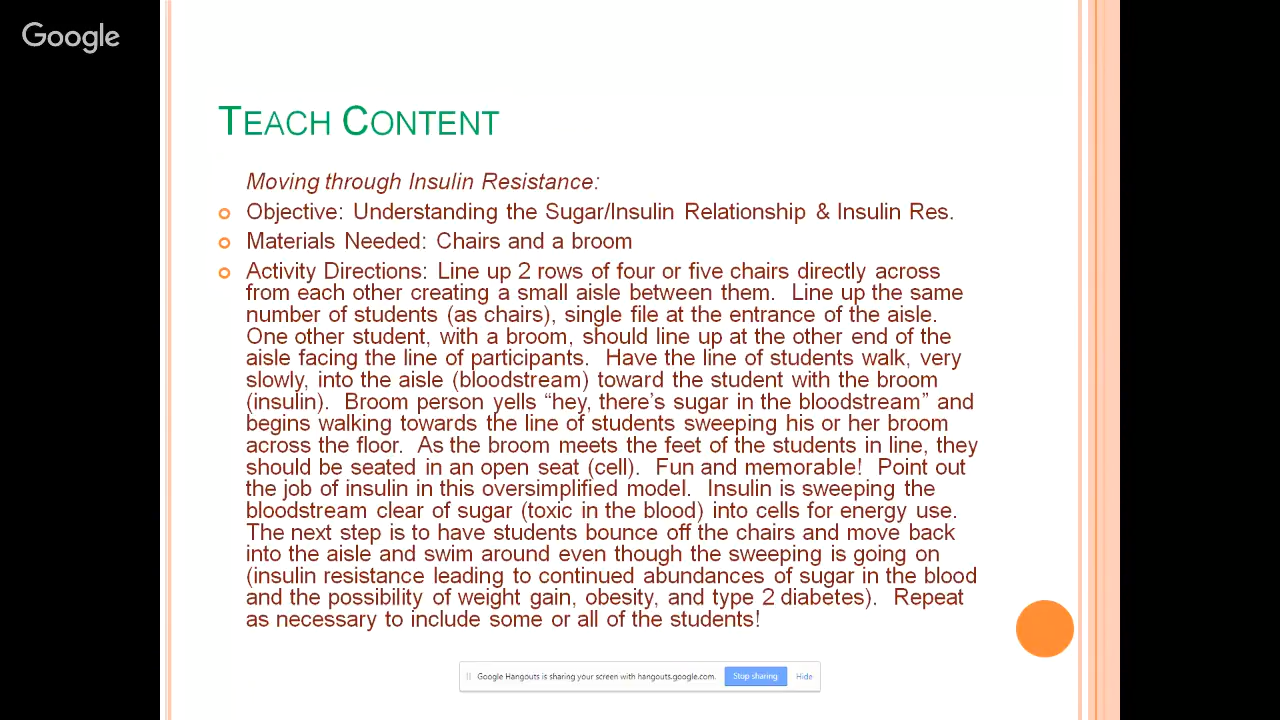 Google
TEACH CONTENT
Moving through Insulin Resistance:
Objective: Understanding the Sugar/Insulin Relationship & Insulin Res.
Materials Needed: Chairs and a broom
Activity Directions: Line up 2 rows of four or five chairs directly across
from each other creating a small aisle between them. Line up the same
number of students (as chairs), single file at the entrance of the aisle.
One other student, with a broom, should line up at the other end of the
aisle facing the line of participants. Have the line of students walk, very
slowly, into the aisle (bloodstream) toward the student with the broom
(insulin). Broom person yells “hey, there’s sugar in the bloodstream” and
begins walking towards the line of students sweeping his or her broom
across the floor. As the broom meets the feet of the students in line, they
should be seated in an open seat (cell). Fun and memorable! Point out
the job of insulin in this oversimplified model. Insulin is sweeping the
bloodstream clear of sugar (toxic in the blood) into cells for energy use.
The next step is to have students bounce off the chairs and move back
into the aisle and swim around even though the sweeping is going on
(insulin resistance leading to continued abundances of sugar in the blood
and the possibility of weight gain, obesity, and type 2 diabetes). Repeat
as necessary to include some or all of the students!
Google Hangouts is sharing your screen with hangouts.google.com. Stop sharing Hide